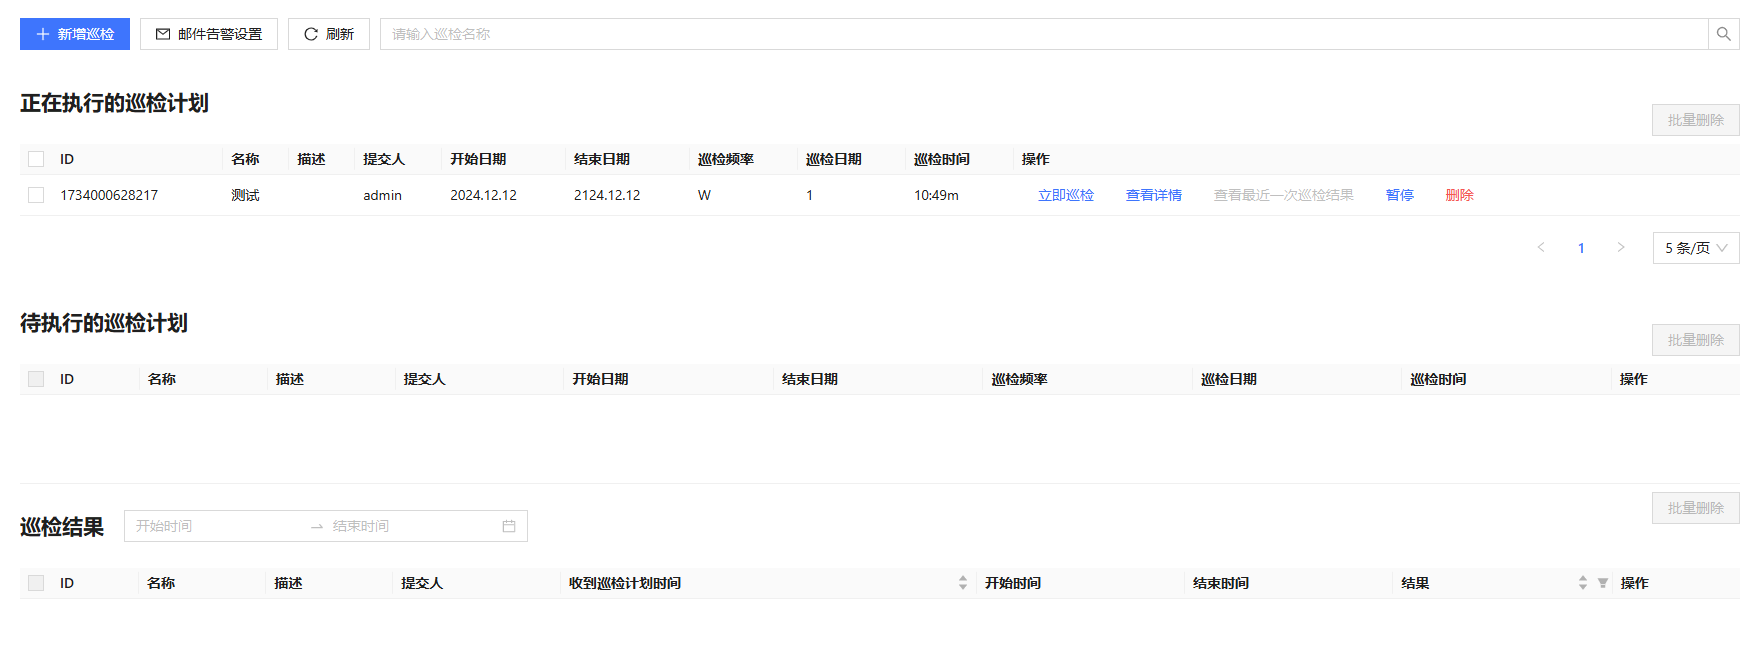 新增巡检 邮件告警设置 刷新 请输入巡检名称
正在执行的巡检计划
批量删除
ID 名称 描述 提交人 开始日期 结束日期 巡检频率 巡检日期 巡检时间 操作
1734000628217 测试 admin 2024.12.12 2124.12.12 W 1 10:49m 立即巡检 查看详情 查看最近一次巡检结果 暂停 删除
1 5 条/页
待执行的巡检计划
批量删除
ID 名称 描述 提交人 开始日期 结束日期 巡检频率 巡检日期 巡检时间 操作
批量删除
巡检结果 开始时间 结束时间
ID 名称 描述 提交人 收到巡检计划时间 开始时间 结束时间 结果 操作